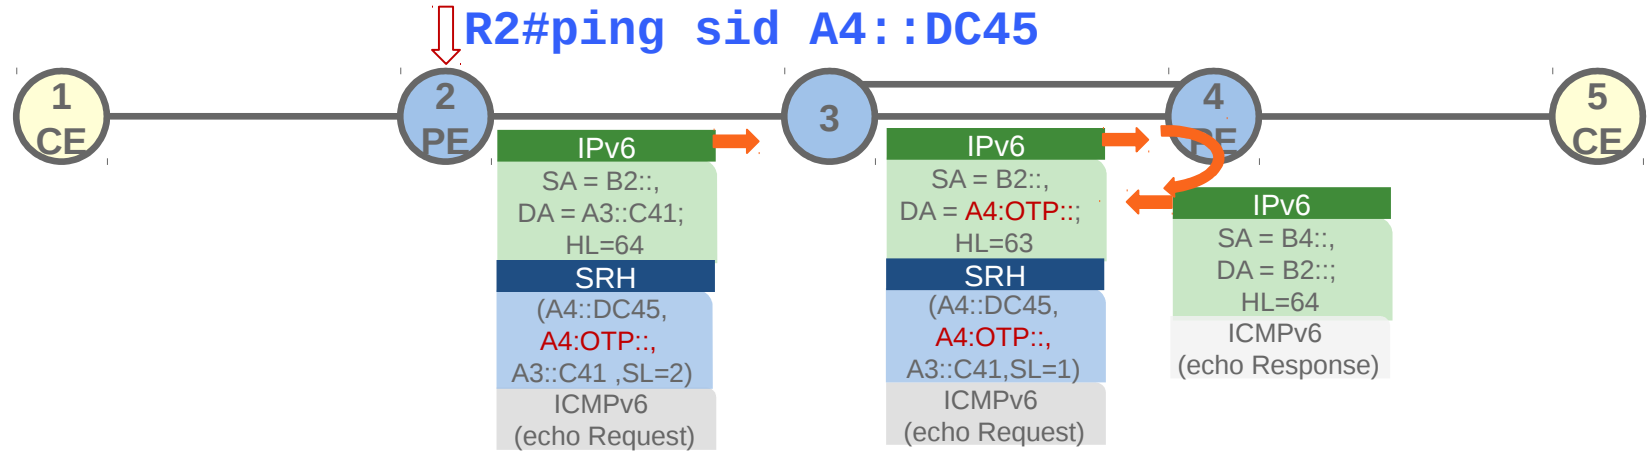 R2#ping sid A4::DC45
1
CE
2
PE
3
4
PE
5
CE
IPv6
SA = B2::,
DA = A3::C41;
HL=64
SRH
(A4::DC45,
A4:OTP::,
A3::C41 ,SL=2)
ICMPv6
(echo Request)
IPv6
SA = B2::,
DA = A4:OTP::;
HL=63
SRH
(A4::DC45,
A4:OTP::,
A3::C41,SL=1)
ICMPv6
(echo Request)
IPv6
SA = B4::,
DA = B2::;
HL=64
ICMPv6
(echo Response)